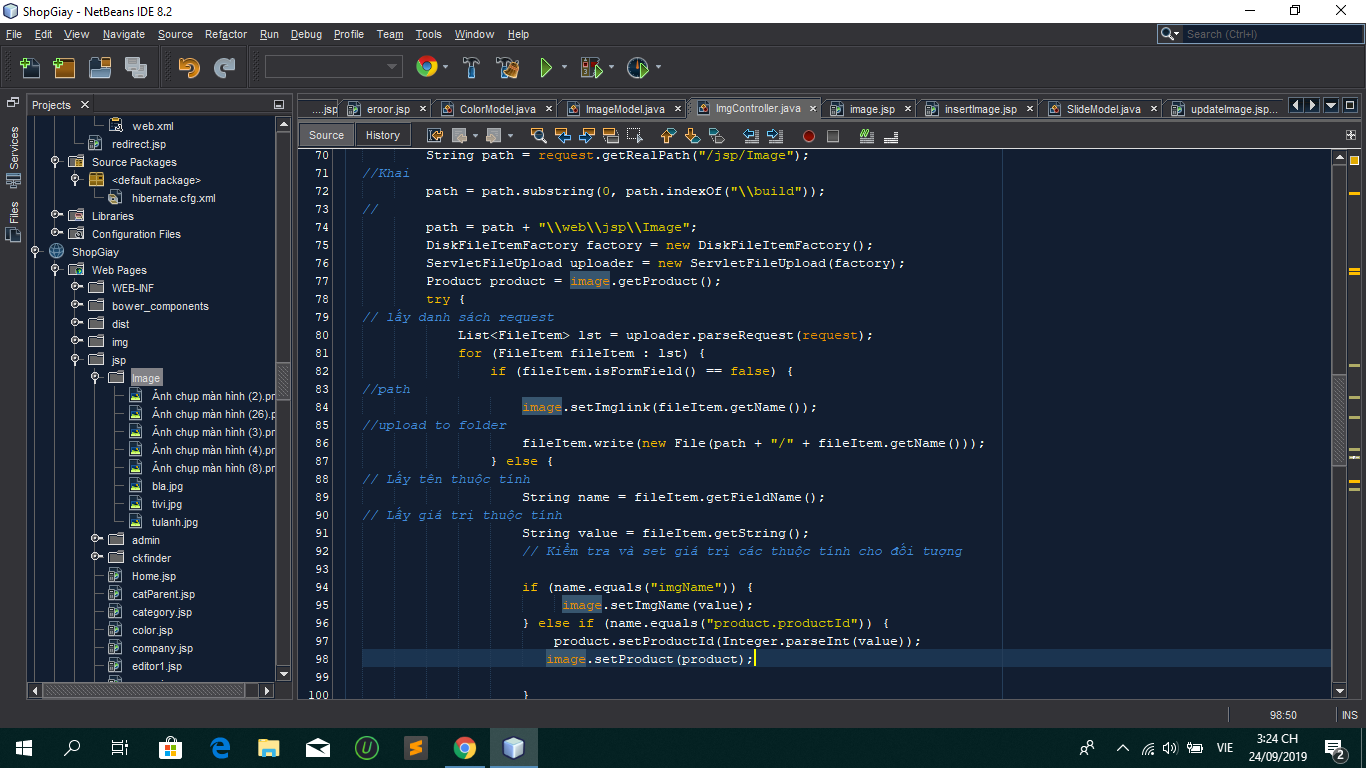 ShopGiay - NetBeans IDE 8.2
File Edit View Navigate Source Refactor Run Debug Profile Team Tools Window Help
Search (Ctrl+I)
Projects
Services
Files
web.xml
redirect.jsp
Source Packages
<default package>
hibernate.cfg.xml
Libraries
Configuration Files
ShopGiay
Web Pages
WEB-INF
bower_components
dist
img
jsp
Image
Ảnh chụp màn hình (2).pr
Ảnh chụp màn hình (26).p
Ảnh chụp màn hình (3).pr
Ảnh chụp màn hình (4).pr
Ảnh chụp màn hình (8).pr
bla.jpg
tivi.jpg
tulanh.jpg
admin
ckfinder
Home.jsp
catParent.jsp
category.jsp
color.jsp
company.jsp
editor1.jsp
....jsp eroor.jsp ColorModel.java ImageModel.java ImgController.java image.jsp insertImage.jsp SlideModel.java updateImage.jsp...
Source History
70 String path = request.getRealPath("/jsp/Image");
71 //Khai
72 path = path.substring(0, path.indexOf("\\build"));
73 //
74 path = path + "\\web\\jsp\\Image";
75 DiskFileItemFactory factory = new DiskFileItemFactory();
76 ServletFileUpload uploader = new ServletFileUpload(factory);
77 Product product = image.getProduct();
78 try {
79 // lấy danh sách request
80 List<FileItem> lst = uploader.parseRequest(request);
81 for (FileItem fileItem : lst) {
82 if (fileItem.isFormField() == false) {
83 //path
84 image.setImglink(fileItem.getName());
85 //upload to folder
86 fileItem.write(new File(path + "/" + fileItem.getName()));
87 } else {
88 // Lấy tên thuộc tính
89 String name = fileItem.getFieldName();
90 // Lấy giá trị thuộc tính
91 String value = fileItem.getString();
92 // Kiểm tra và set giá trị các thuộc tính cho đối tượng
93
94 if (name.equals("imgName")) {
95 image.setImgName(value);
96 } else if (name.equals("product.productId")) {
97 product.setProductId(Integer.parseInt(value));
98 image.setProduct(product);
99
100 }
98:50 INS
VIE
3:24 CH
24/09/2019
2